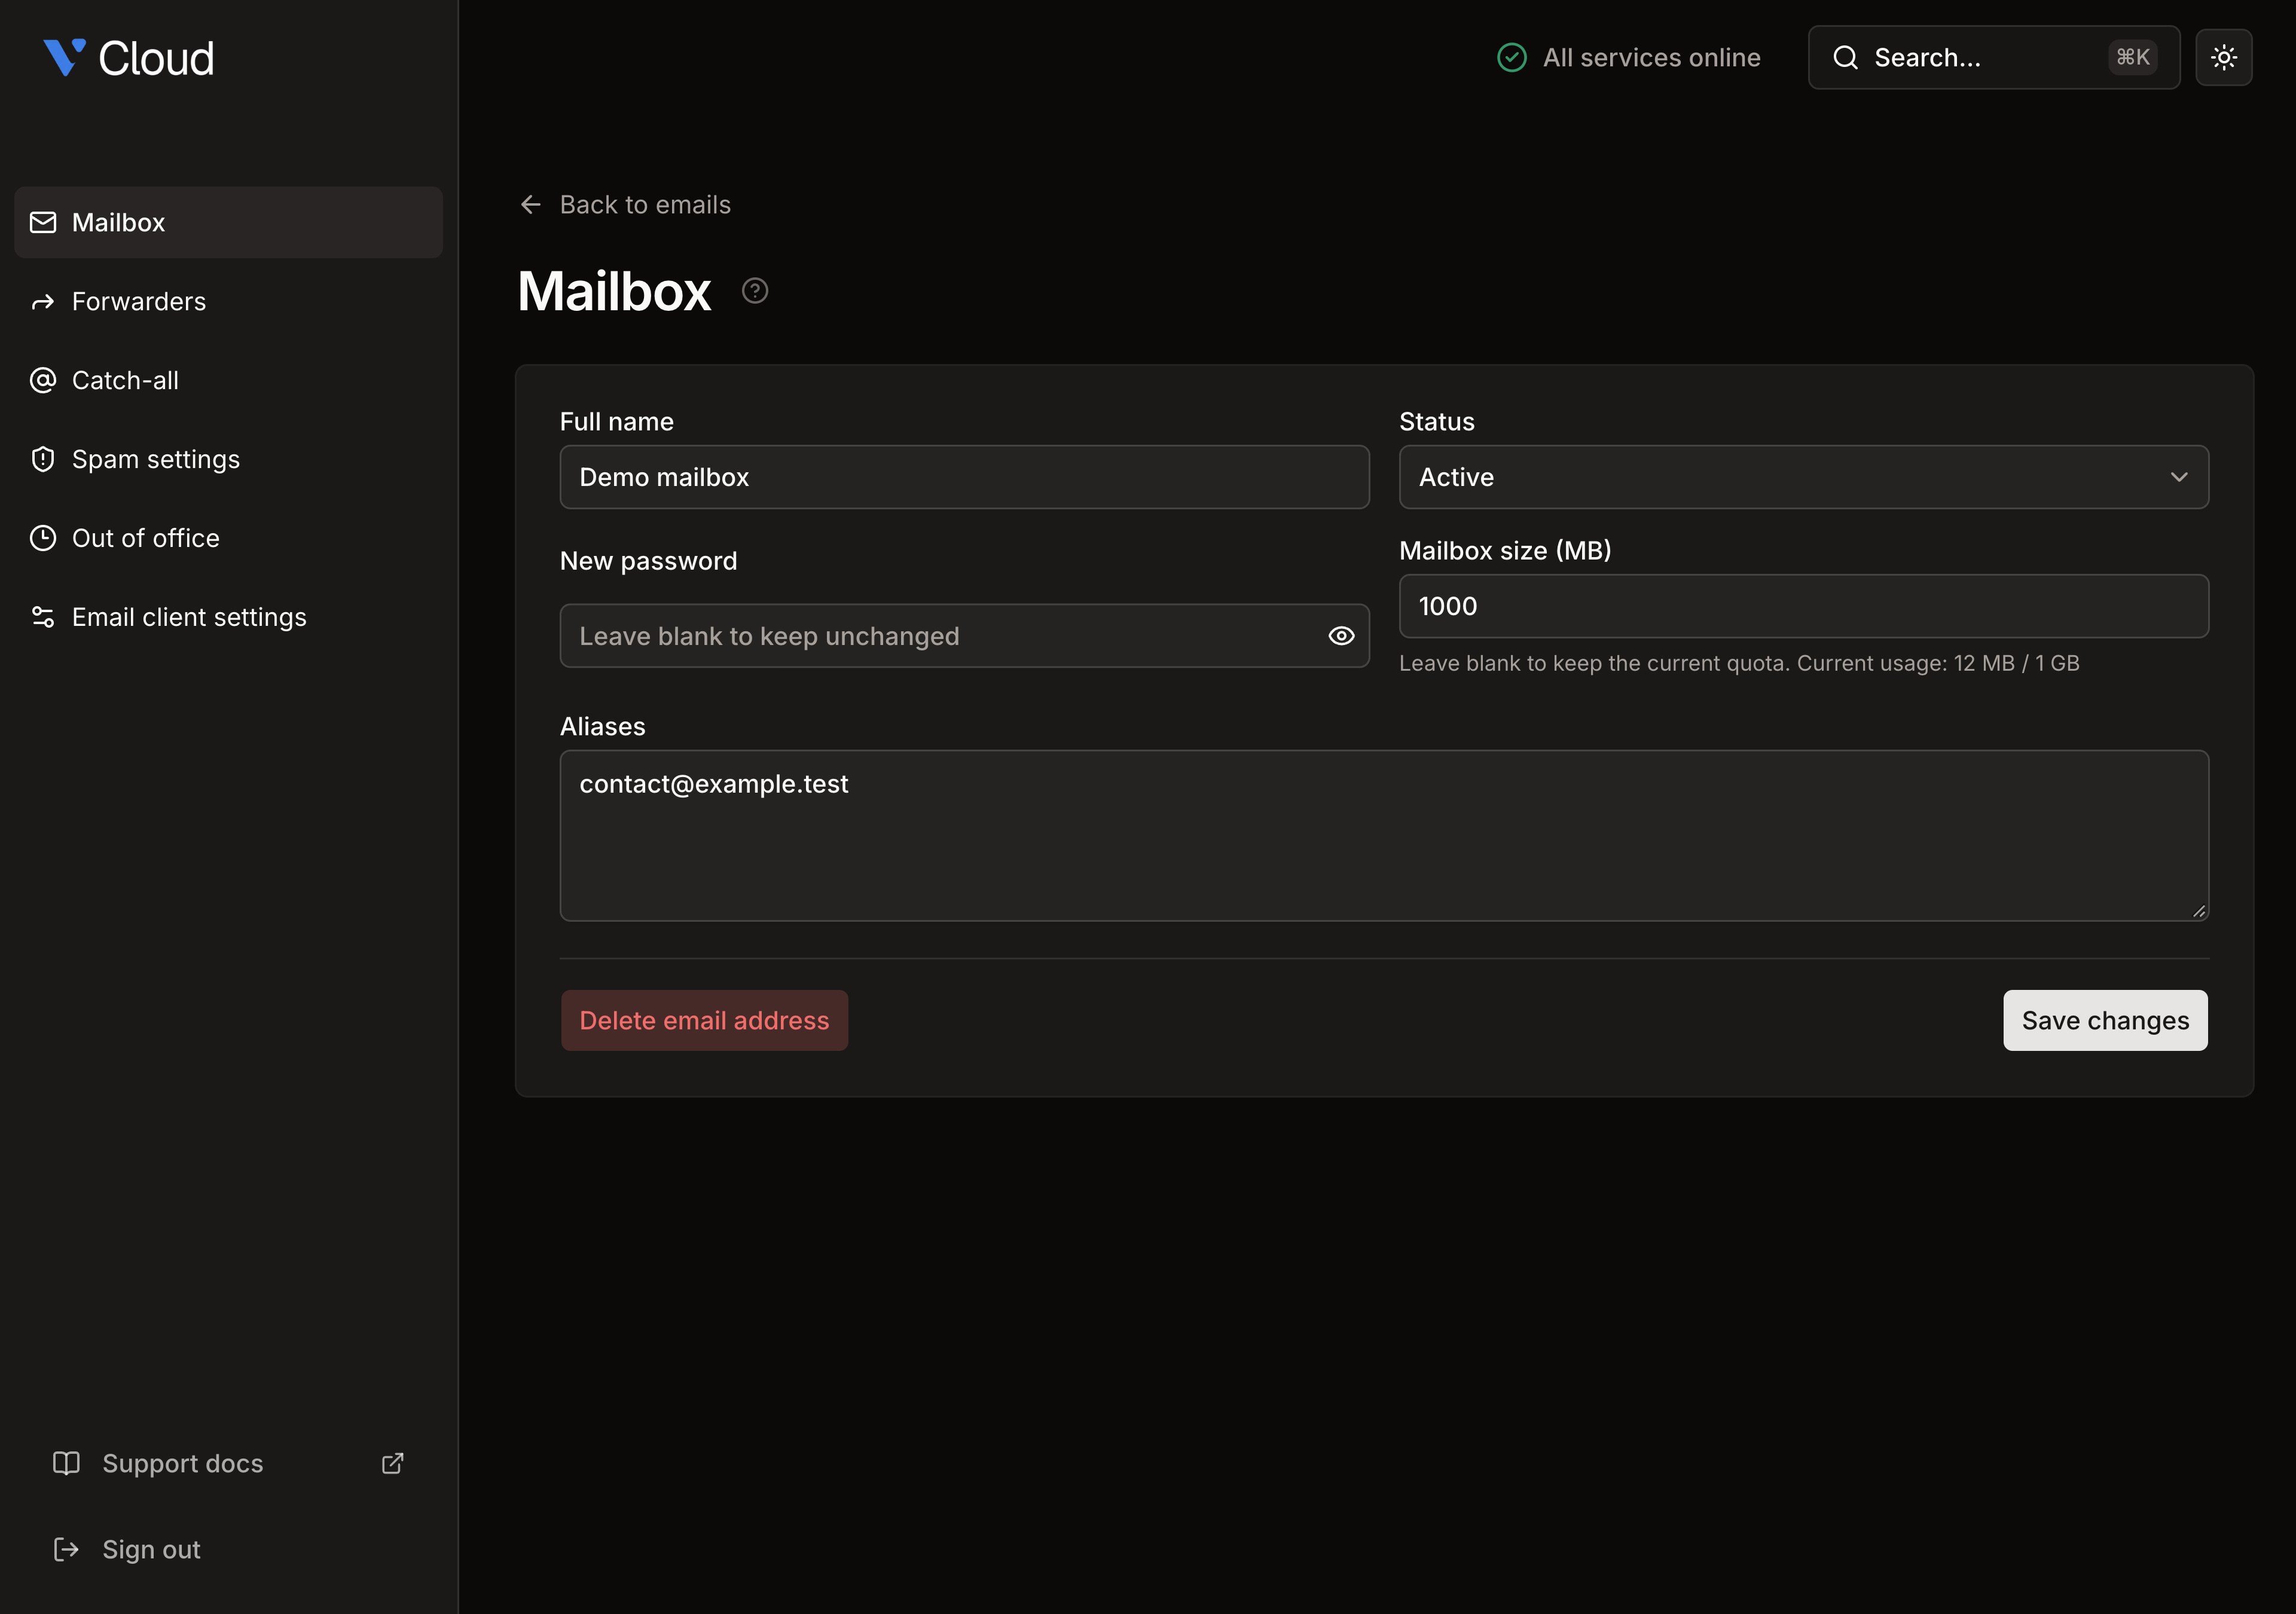 Cloud
All services online
Search...
⌘K
Mailbox
Forwarders
Catch-all
Spam settings
Out of office
Email client settings
Support docs
Sign out
Back to emails
Mailbox
Full name
Demo mailbox
Status
Active
New password
Leave blank to keep unchanged
Mailbox size (MB)
1000
Leave blank to keep the current quota. Current usage: 12 MB / 1 GB
Aliases
contact@example.test
Delete email address
Save changes